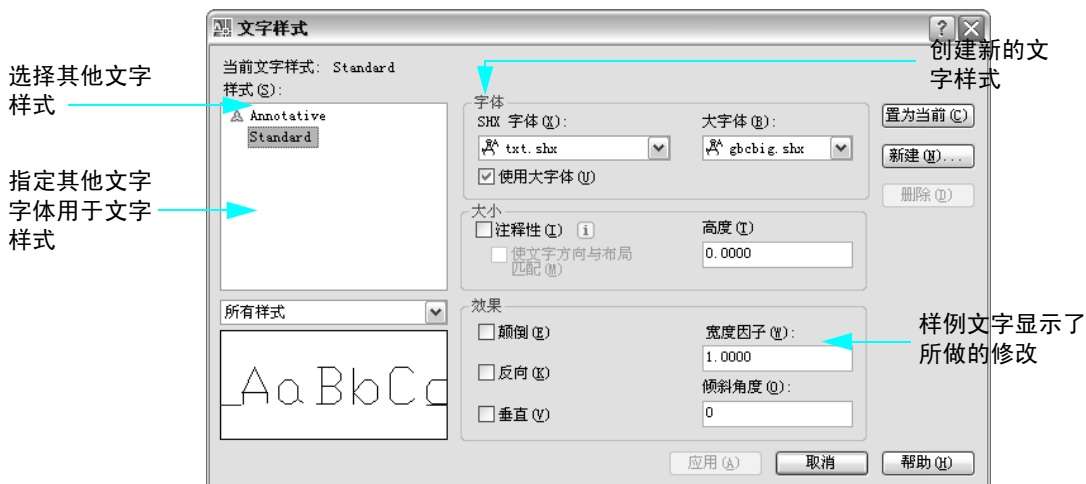 文字样式
创建新的文
字样式
选择其他文字
样式
指定其他文字
字体用于文字
样式
当前文字样式: Standard
样式(S):
Annotative
Standard
所有样式
AaBbCc
字体
SHX 字体(X):
txt.shx
使用大字体(U)
大字体(B):
gbcbig.shx
大小
注释性(I)
使文字方向与布局
匹配(M)
高度(T)
0.0000
效果
颠倒(E)
反向(K)
垂直(V)
宽度因子(W):
1.0000
倾斜角度(O):
0
置为当前(C)
新建(N)...
删除(D)
样例文字显示了
所做的修改
应用(A)
取消
帮助(H)